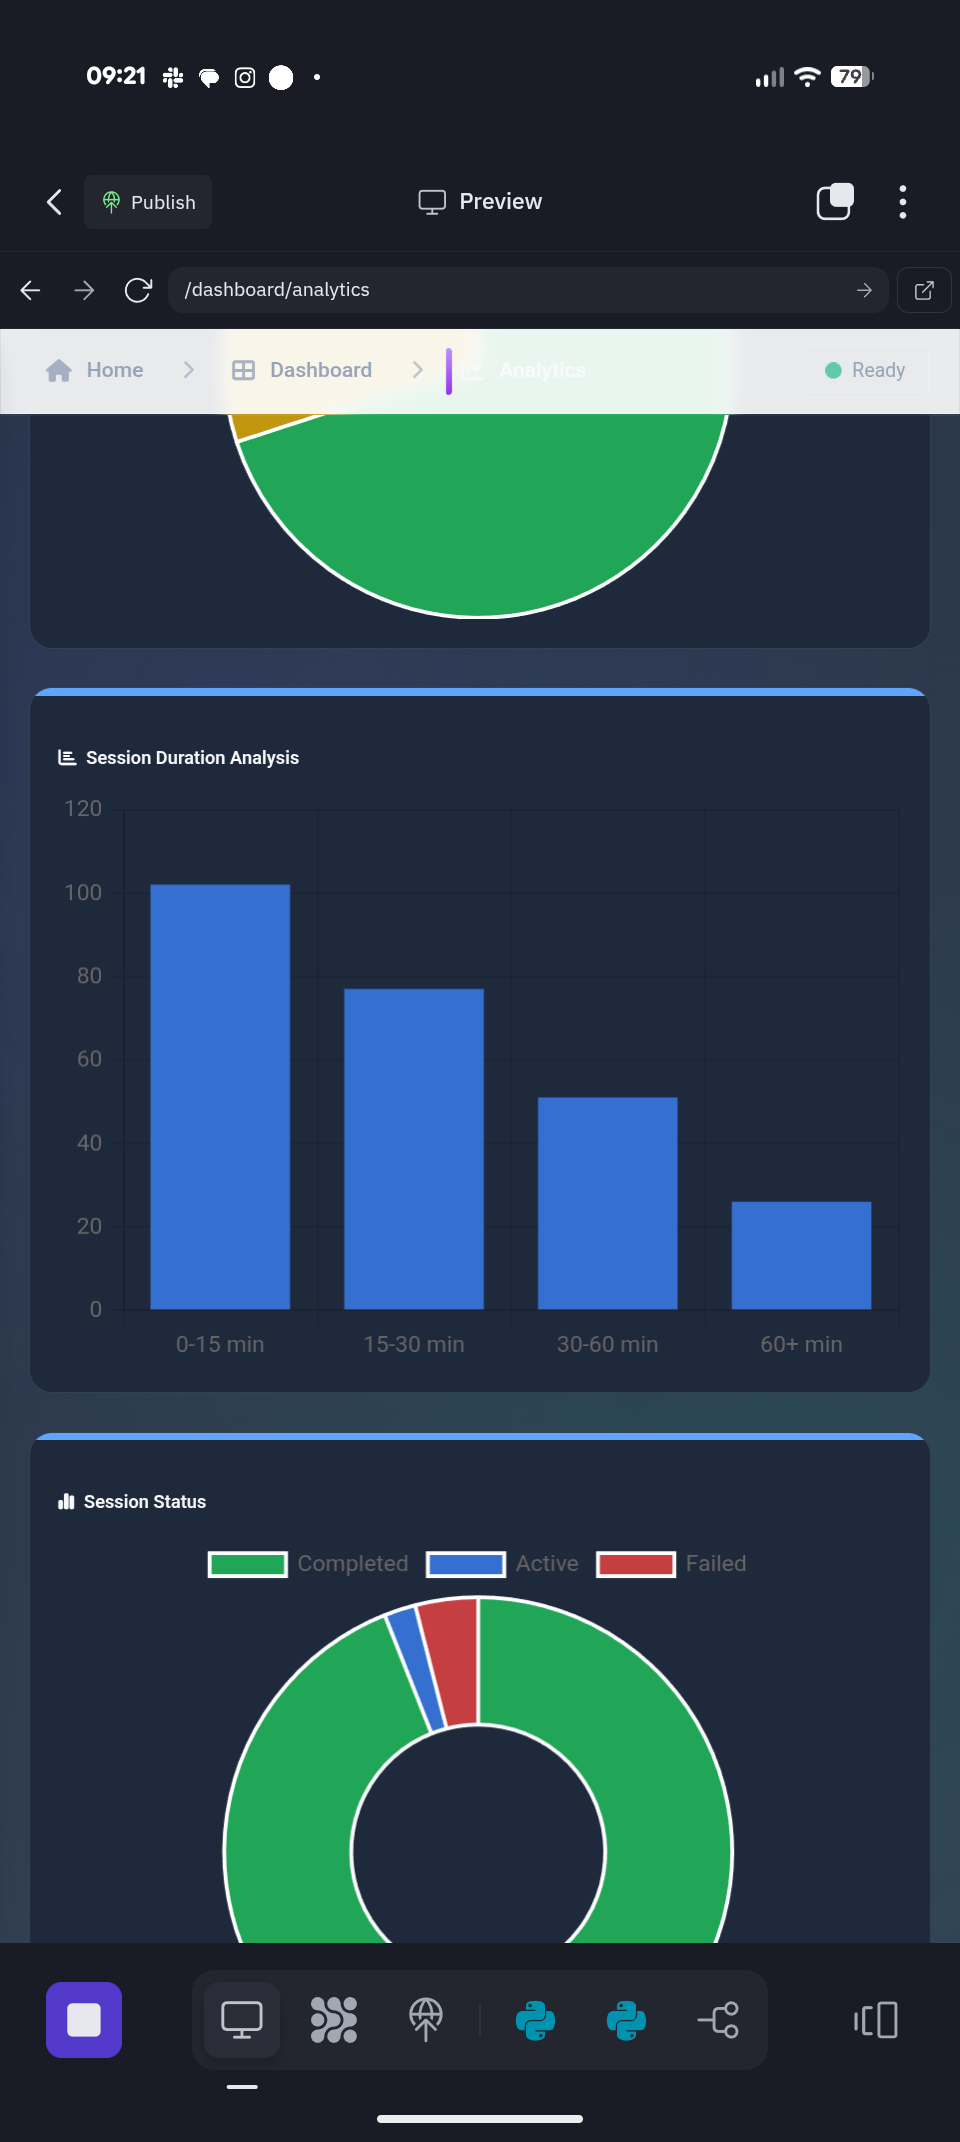 09:21
79
Publish
Preview
/dashboard/analytics
Home
Dashboard
Analytics
Ready
Session Duration Analysis
120
100
80
60
40
20
0
0-15 min
15-30 min
30-60 min
60+ min
Session Status
Completed
Active
Failed